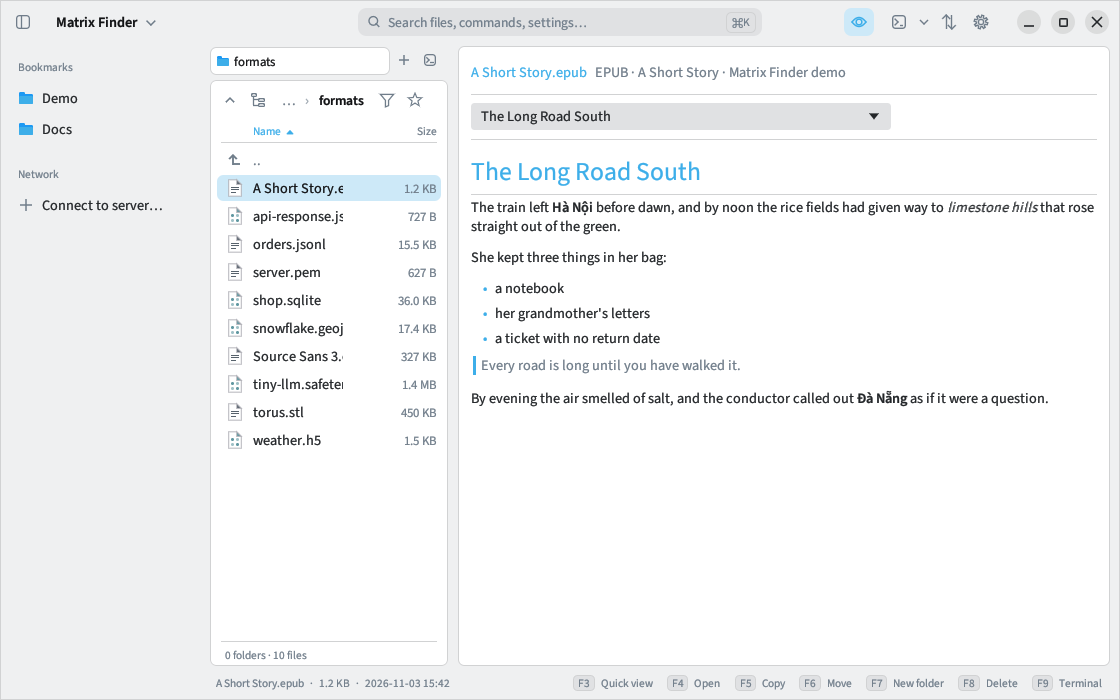 Matrix Finder
Search files, commands, settings…
⌘K
Bookmarks
Demo
Docs
Network
Connect to server…
formats
… › formats
Name Size
..
A Short Story.e 1.2 KB
api-response.js 727 B
orders.jsonl 15.5 KB
server.pem 627 B
shop.sqlite 36.0 KB
snowflake.geoj 17.4 KB
Source Sans 3. 327 KB
tiny-llm.safeter 1.4 MB
torus.stl 450 KB
weather.h5 1.5 KB
0 folders · 10 files
A Short Story.epub EPUB · A Short Story · Matrix Finder demo
The Long Road South
The Long Road South
The train left Hà Nội before dawn, and by noon the rice fields had given way to limestone hills that rose
straight out of the green.
She kept three things in her bag:
• a notebook
• her grandmother's letters
• a ticket with no return date
Every road is long until you have walked it.
By evening the air smelled of salt, and the conductor called out Đà Nẵng as if it were a question.
A Short Story.epub · 1.2 KB · 2026-11-03 15:42
F3 Quick view F4 Open F5 Copy F6 Move F7 New folder F8 Delete F9 Terminal